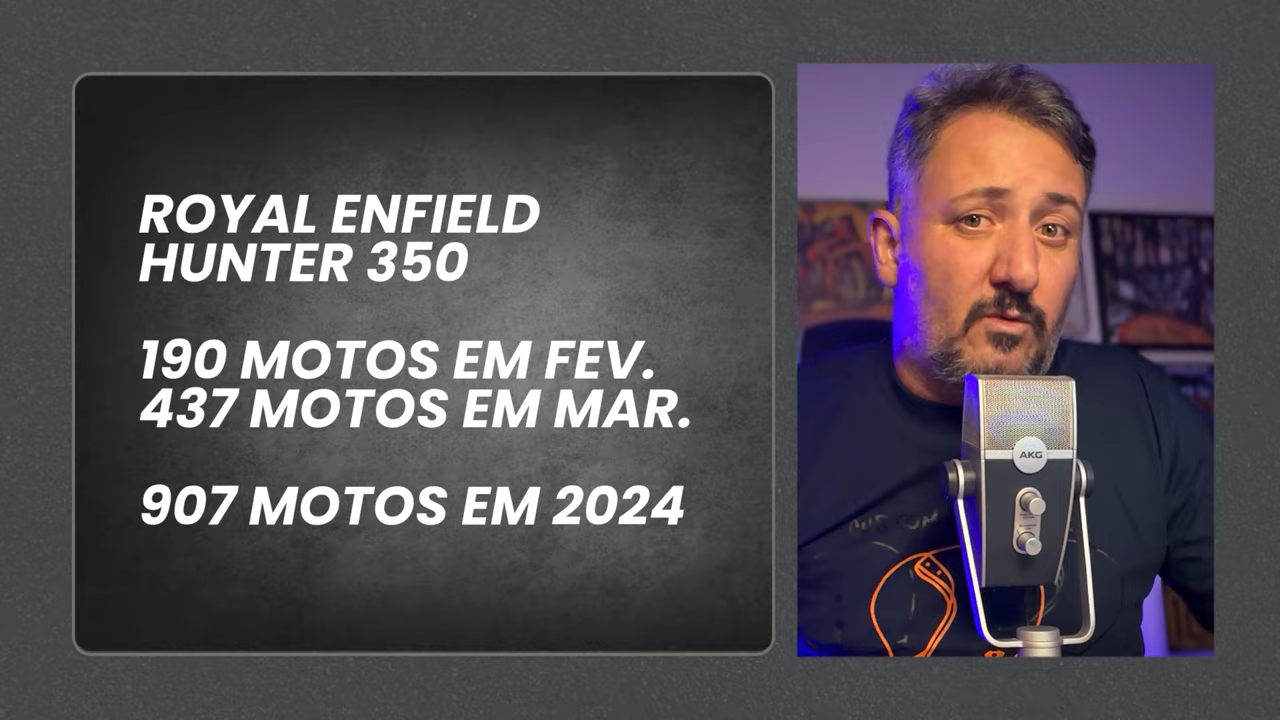 ROYAL ENFIELD
HUNTER 350
190 MOTOS EM FEV.
437 MOTOS EM MAR.
907 MOTOS EM 2024
AKG